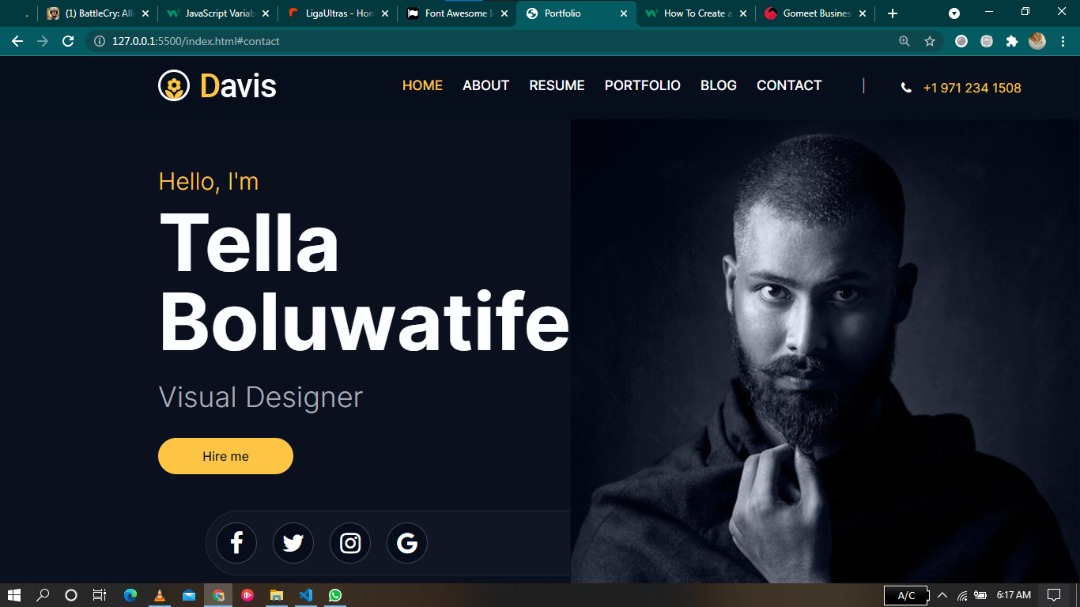 (1) BattleCry: All
JavaScript Variab
LigaUltras - Hon
Font Awesome I
Portfolio
How To Create a
Gomeet Busines
127.0.0.1:5500/index.html#contact
Davis
HOME ABOUT RESUME PORTFOLIO BLOG CONTACT | +1 971 234 1508
Hello, I'm
Tella
Boluwatife
Visual Designer
Hire me
A/C
6:17 AM